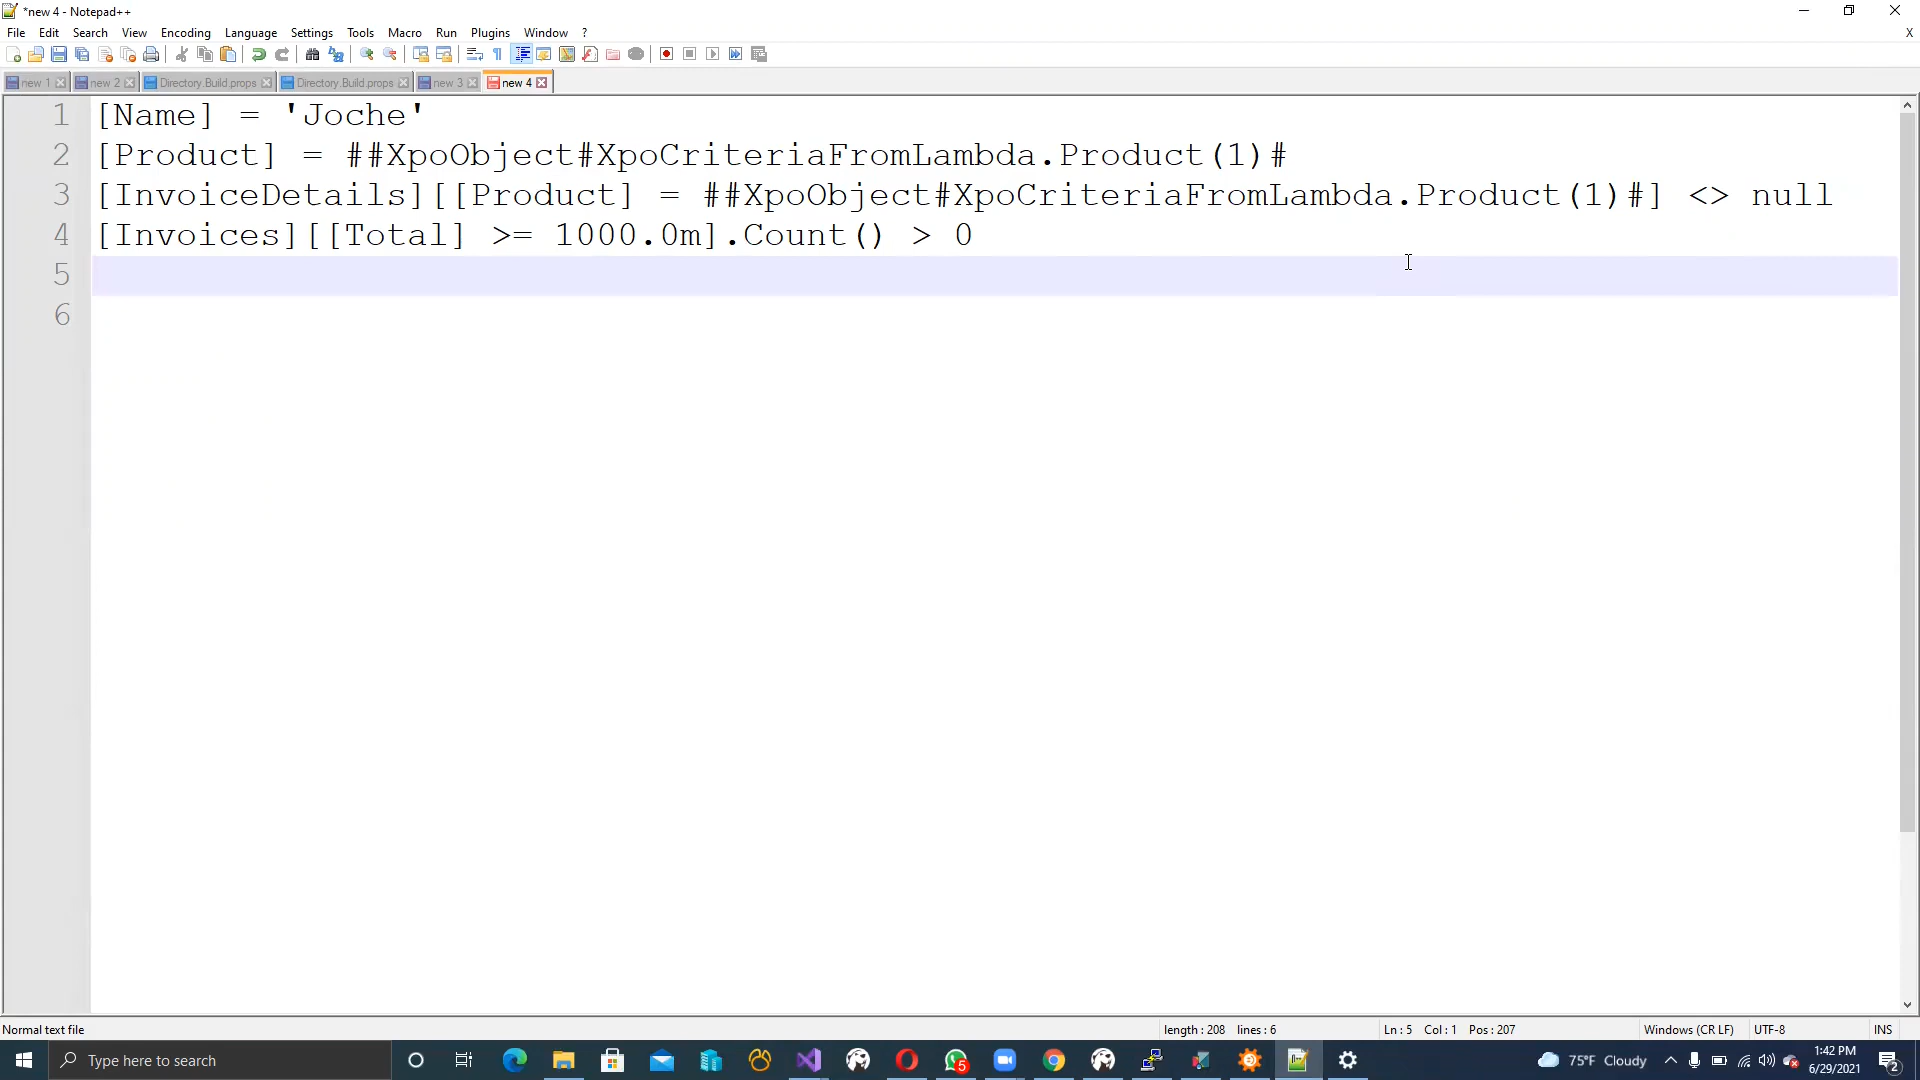 *new 4 - Notepad++
File Edit Search View Encoding Language Settings Tools Macro Run Plugins Window ? X
new 1 new 2 Directory.Build.props Directory.Build.props new 3 new 4
1 [Name] = 'Joche'
2 [Product] = ##XpoObject#XpoCriteriaFromLambda.Product(1)#
3 [InvoiceDetails][[Product] = ##XpoObject#XpoCriteriaFromLambda.Product(1)#] <> null
4 [Invoices][[Total] >= 1000.0m].Count() > 0
5
6
Normal text file length : 208 lines : 6 Ln : 5 Col : 1 Pos : 207 Windows (CR LF) UTF-8 INS
Type here to search 5 75°F Cloudy 1:42 PM
6/29/2021 2